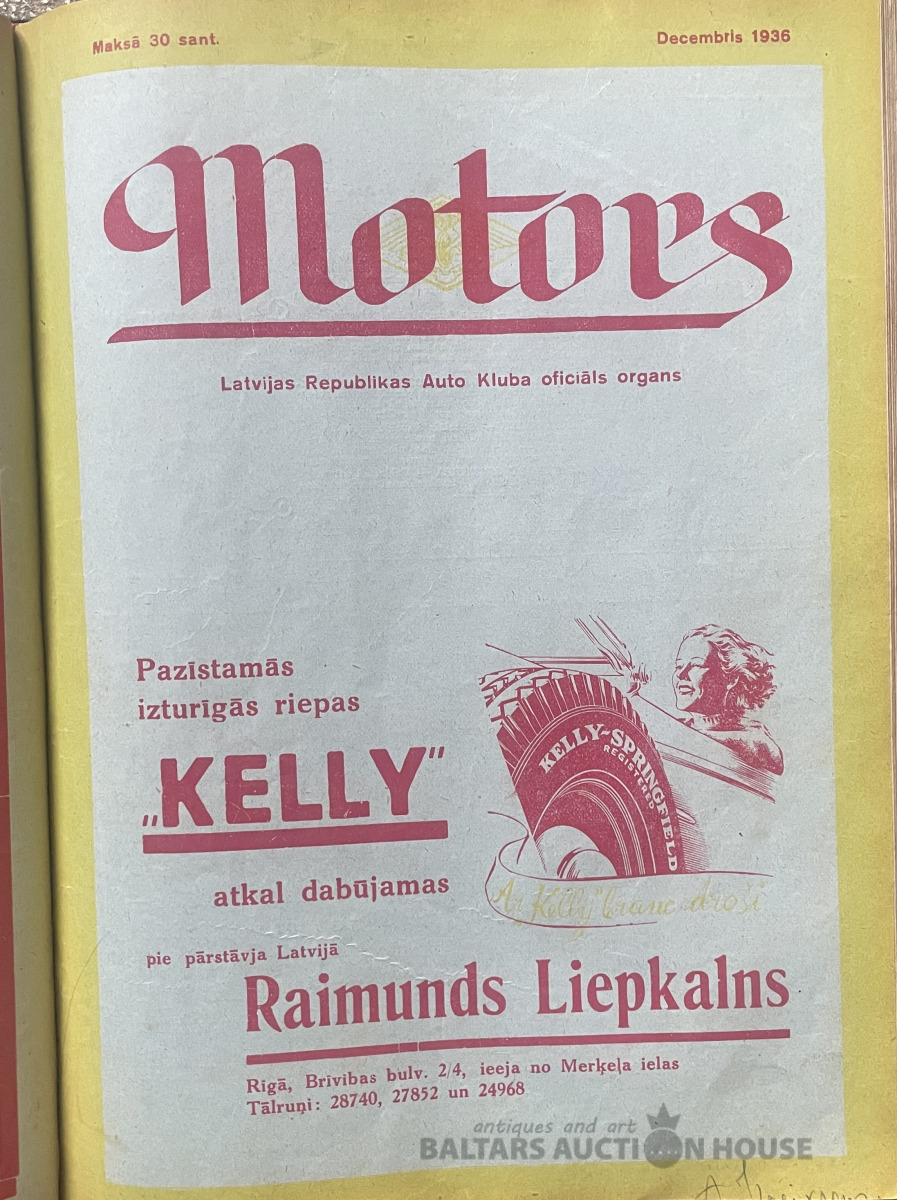 Maksā 30 sant.
Decembris 1936
Motors
Latvijas Republikas Auto Kluba oficiāls organs
Pazīstamās
izturīgās riepas
„KELLY”
KELLY-SPRINGFIELD
REGISTERED
atkal dabūjamas
Ar „Kelly” brauc droši
pie pārstāvja Latvijā
Raimunds Liepkalns
Rīgā, Brīvības bulv. 2/4, ieeja no Merķeļa ielas
Tālruņi: 28740, 27852 un 24968
antiques and art
BALTARS AUCTION HOUSE